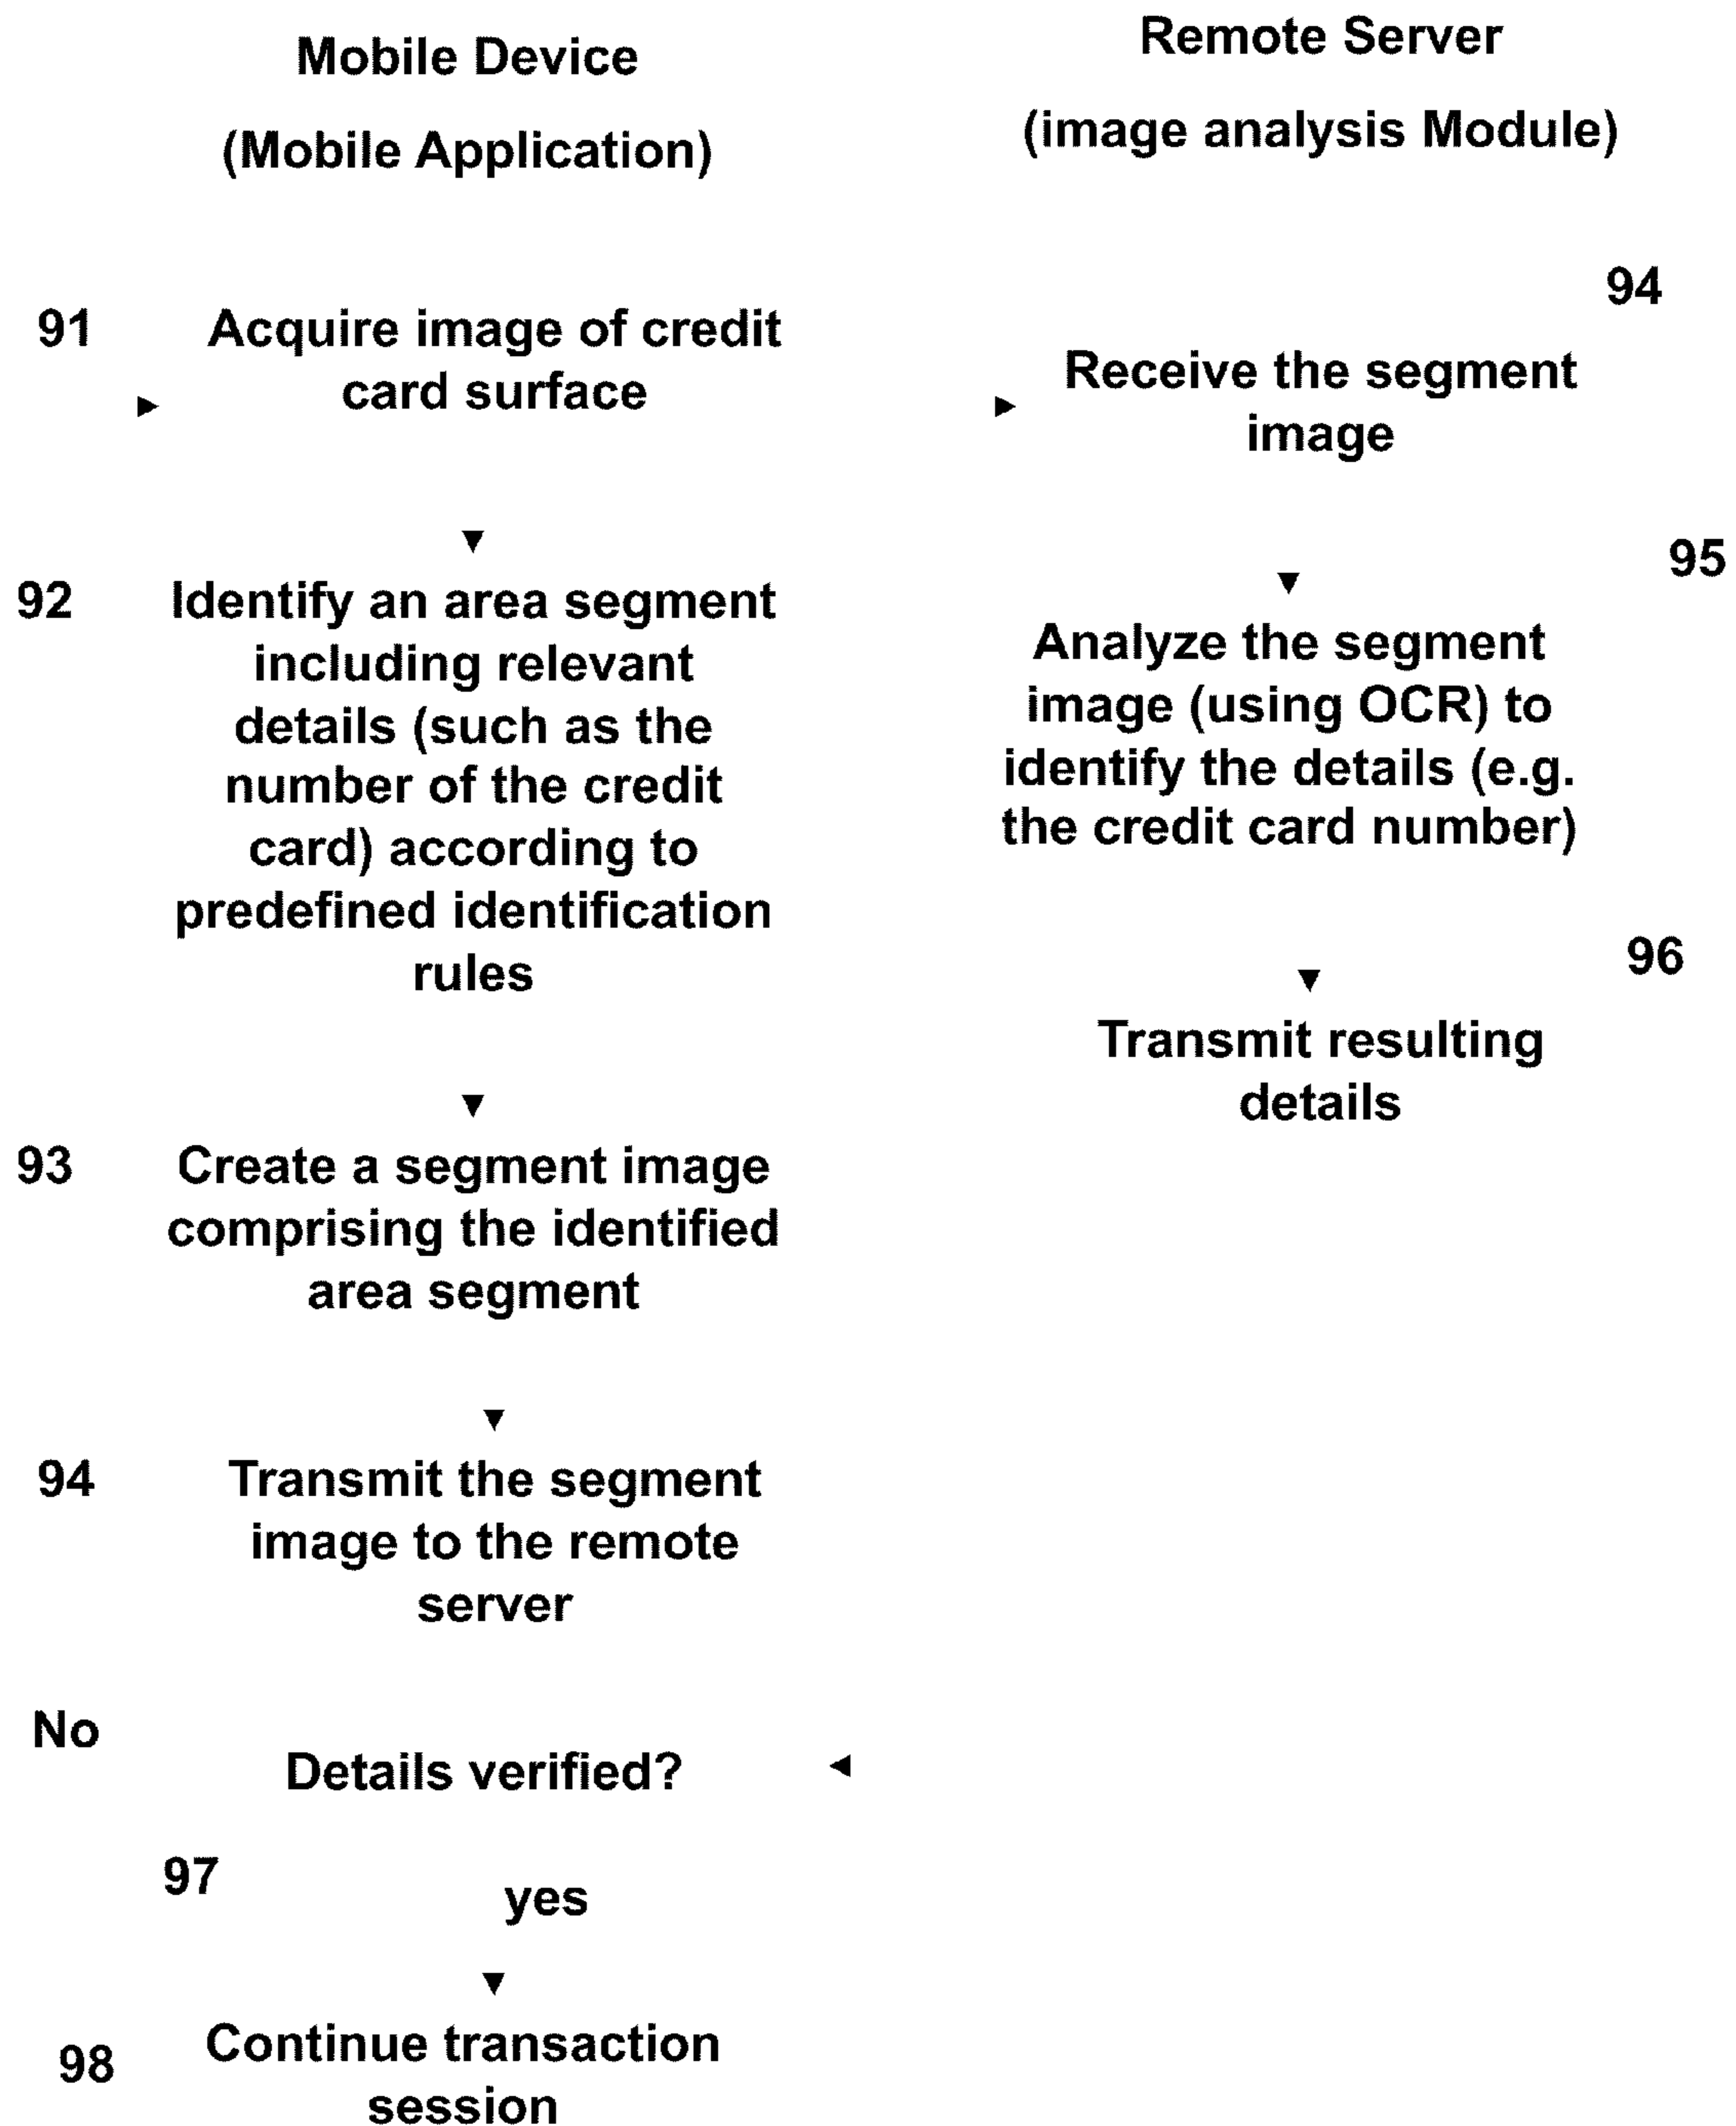 Mobile Device
(Mobile Application)
91
Acquire image of credit
card surface
92
Identify an area segment
including relevant
details (such as the
number of the credit
card) according to
predefined identification
rules
93
Create a segment image
comprising the identified
area segment
94
Transmit the segment
image to the remote
server
No
Details verified?
97
yes
98
Continue transaction
session
Remote Server
(image analysis Module)
94
Receive the segment
image
95
Analyze the segment
image (using OCR) to
identify the details (e.g.
the credit card number)
96
Transmit resulting
details